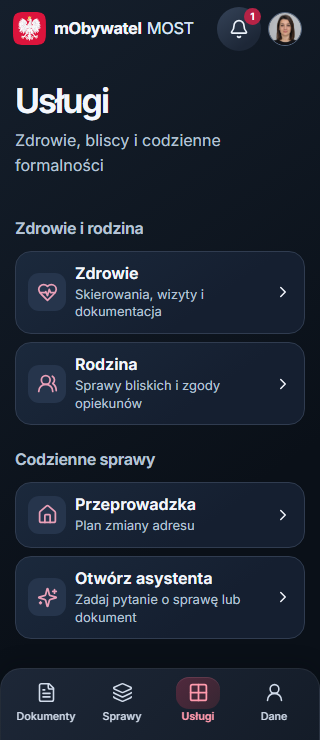 mObywatel MOST
1
Usługi
Zdrowie, bliscy i codzienne
formalności
Zdrowie i rodzina
Zdrowie
Skierowania, wizyty i
dokumentacja
Rodzina
Sprawy bliskich i zgody
opiekunów
Codzienne sprawy
Przeprowadzka
Plan zmiany adresu
Otwórz asystenta
Zadaj pytanie o sprawę lub
dokument
Dokumenty
Sprawy
Usługi
Dane